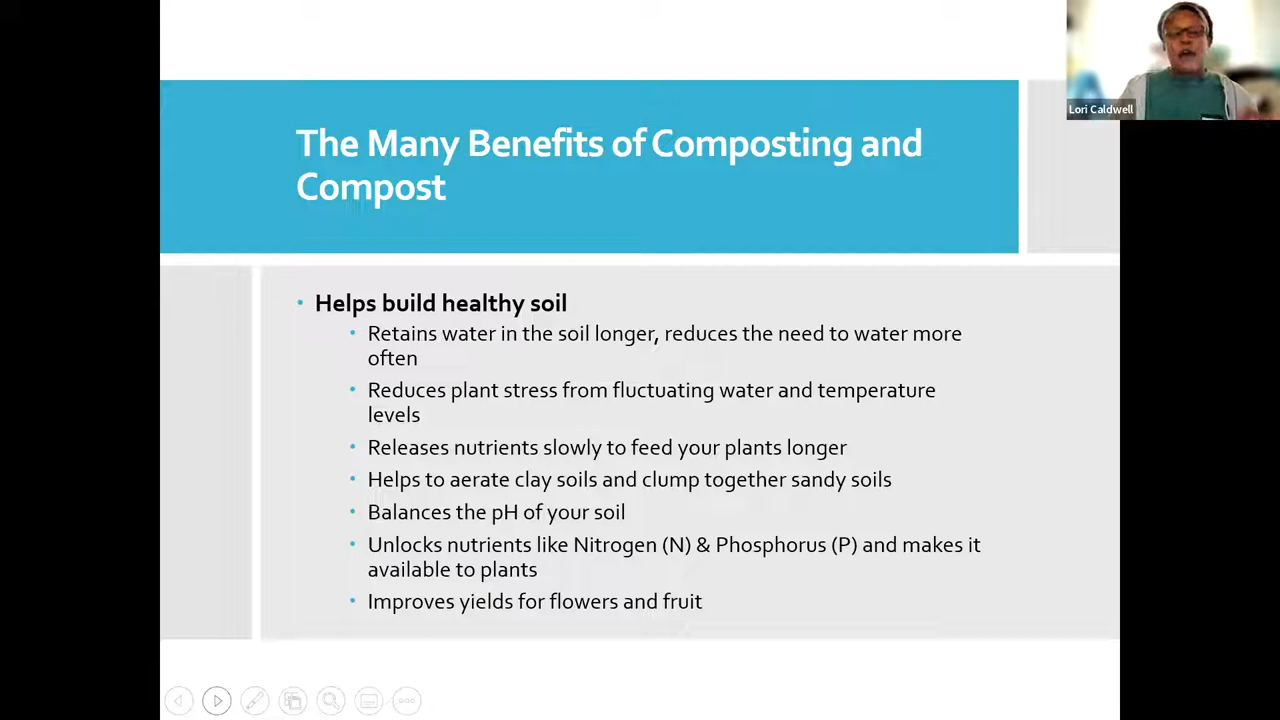 Lori Caldwell
The Many Benefits of Composting and
Compost
• Helps build healthy soil
• Retains water in the soil longer, reduces the need to water more
often
• Reduces plant stress from fluctuating water and temperature
levels
• Releases nutrients slowly to feed your plants longer
• Helps to aerate clay soils and clump together sandy soils
• Balances the pH of your soil
• Unlocks nutrients like Nitrogen (N) & Phosphorus (P) and makes it
available to plants
• Improves yields for flowers and fruit